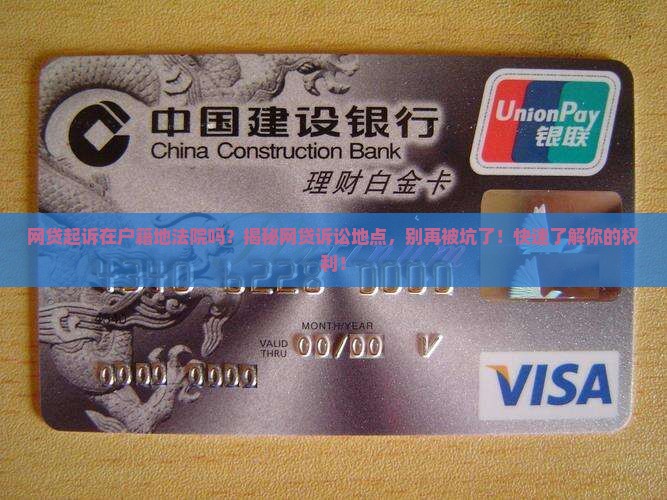 中国建设银行
China Construction Bank
UnionPay
银联
理财白金卡
网贷起诉在户籍地法院吗？揭秘网贷诉讼地点，别再被坑了！快速了解你的权
利！
MONTH/YEAR
VALID
THRU
00/00 V
0000 0000
VISA